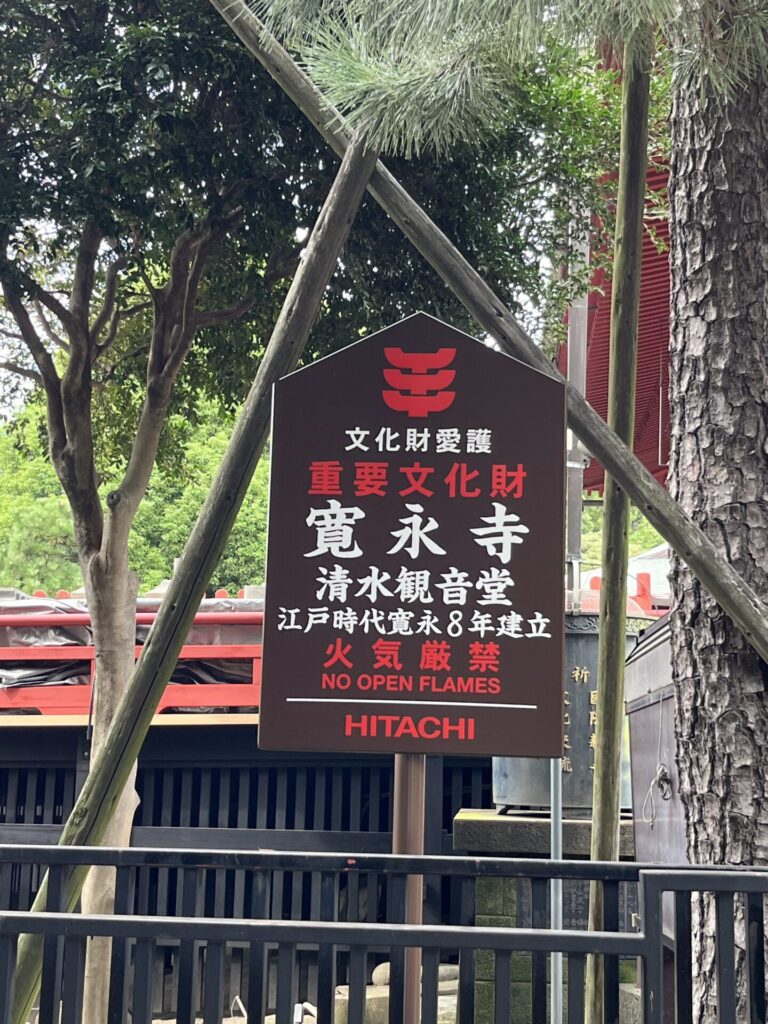 文化財愛護
重要文化財
寛永寺
清水観音堂
江戸時代寛永8年建立
火気厳禁
NO OPEN FLAMES
HITACHI
祈